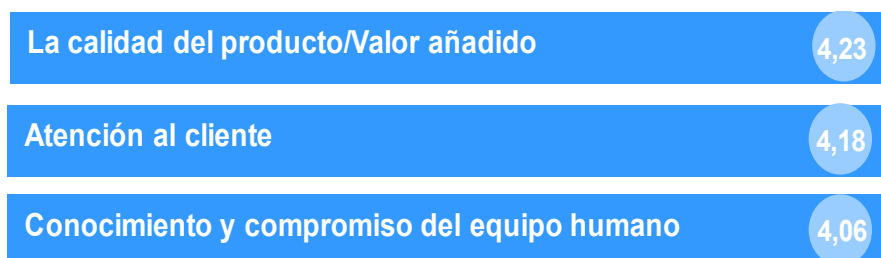 La calidad del producto/Valor añadido 4,23
Atención al cliente 4,18
Conocimiento y compromiso del equipo humano 4,06